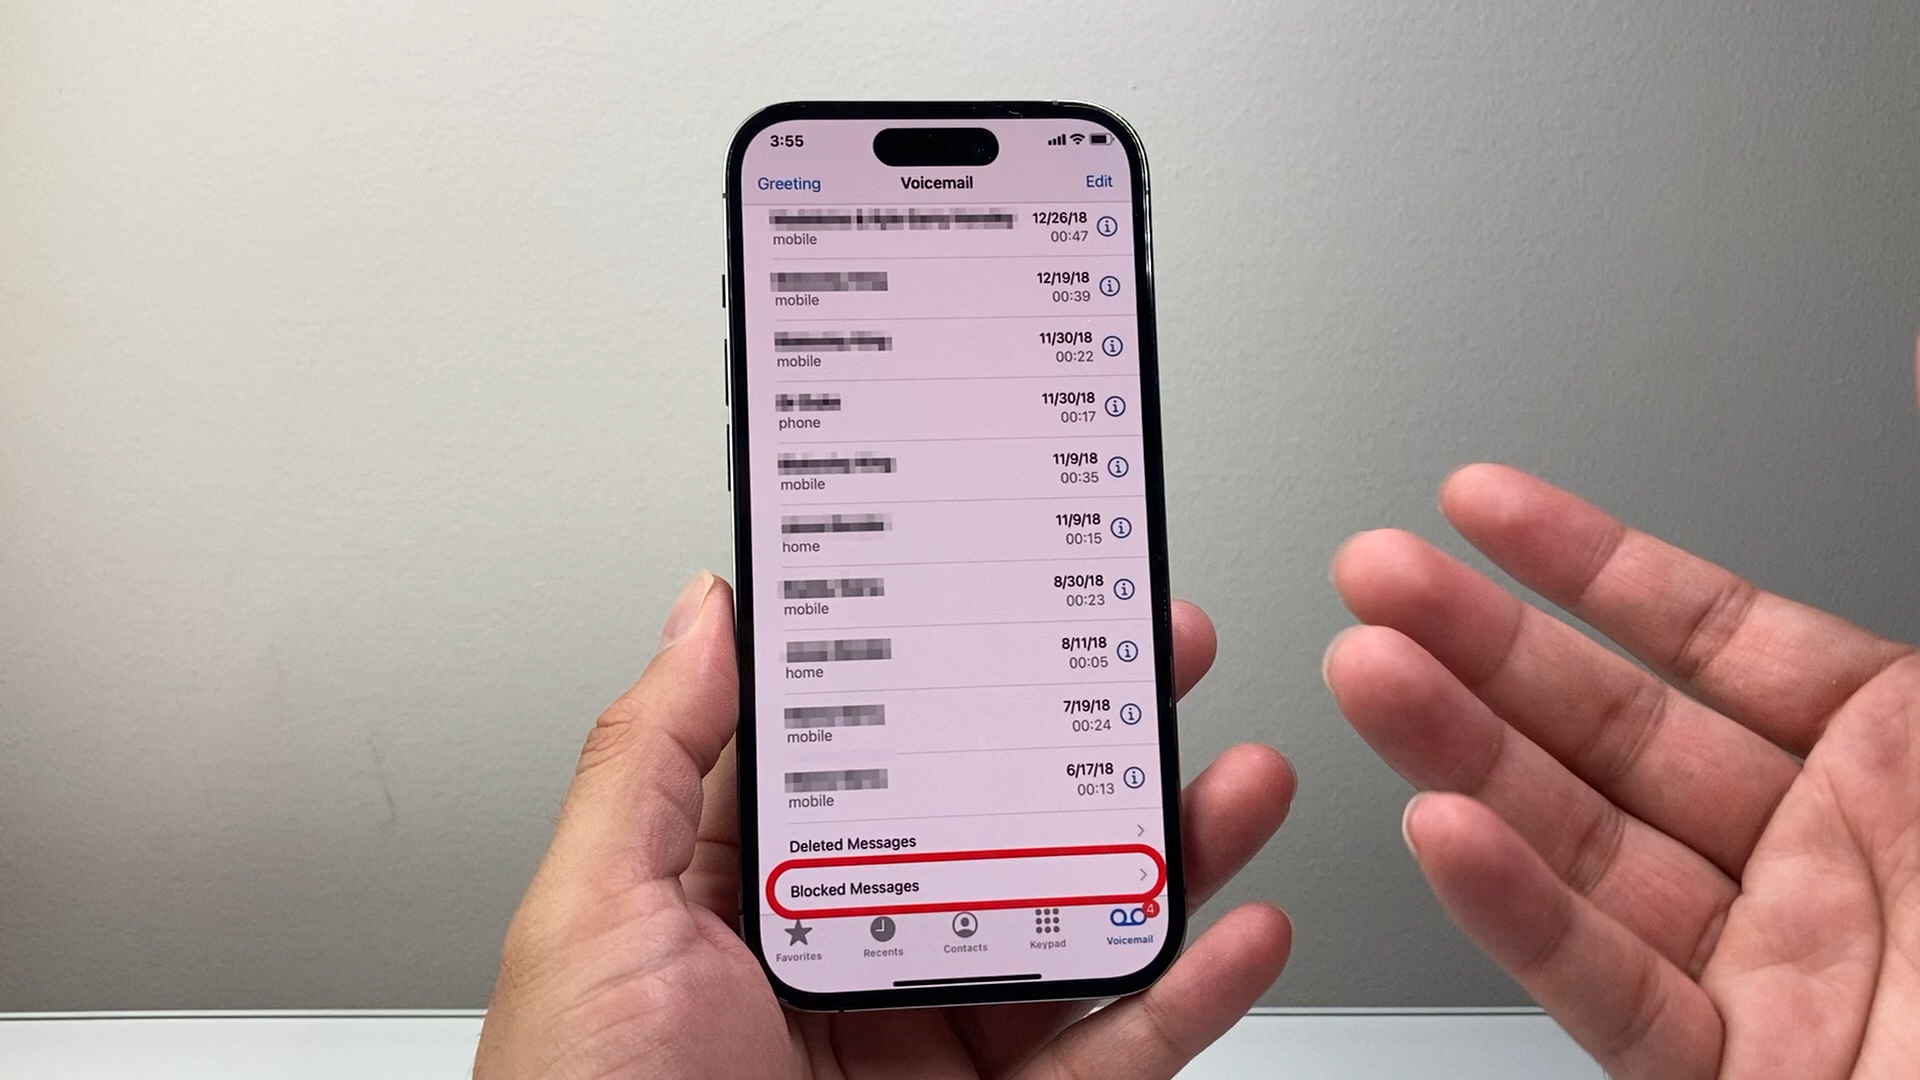 3:55
Greeting Voicemail Edit
12/26/18
mobile 00:47
12/19/18
mobile 00:39
11/30/18
mobile 00:22
11/30/18
phone 00:17
11/9/18
mobile 00:35
11/9/18
home 00:15
8/30/18
mobile 00:23
8/11/18
home 00:05
7/19/18
mobile 00:24
6/17/18
mobile 00:13
Deleted Messages
Blocked Messages
4
Favorites Recents Contacts Keypad Voicemail